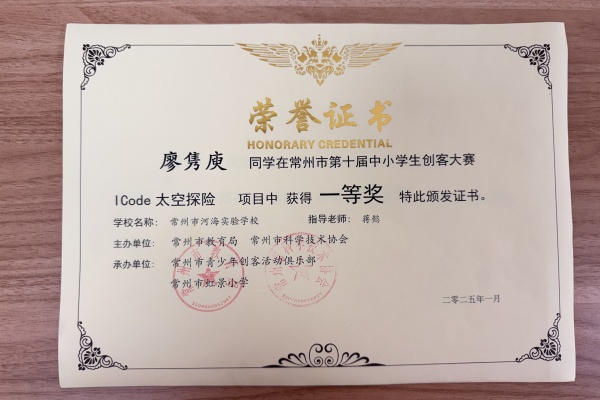 荣誉证书
HONORARY CREDENTIAL
廖隽庾 同学在常州市第十届中小学生创客大赛
ICode 太空探险 项目中 获得 一等奖 特此颁发证书。
学校名称: 常州市河海实验学校 指导老师: 蒋懿
主办单位: 常州市教育局 常州市科学技术协会
承办单位: 常州市青少年创客活动俱乐部
常州市虹景小学
二零二五年一月